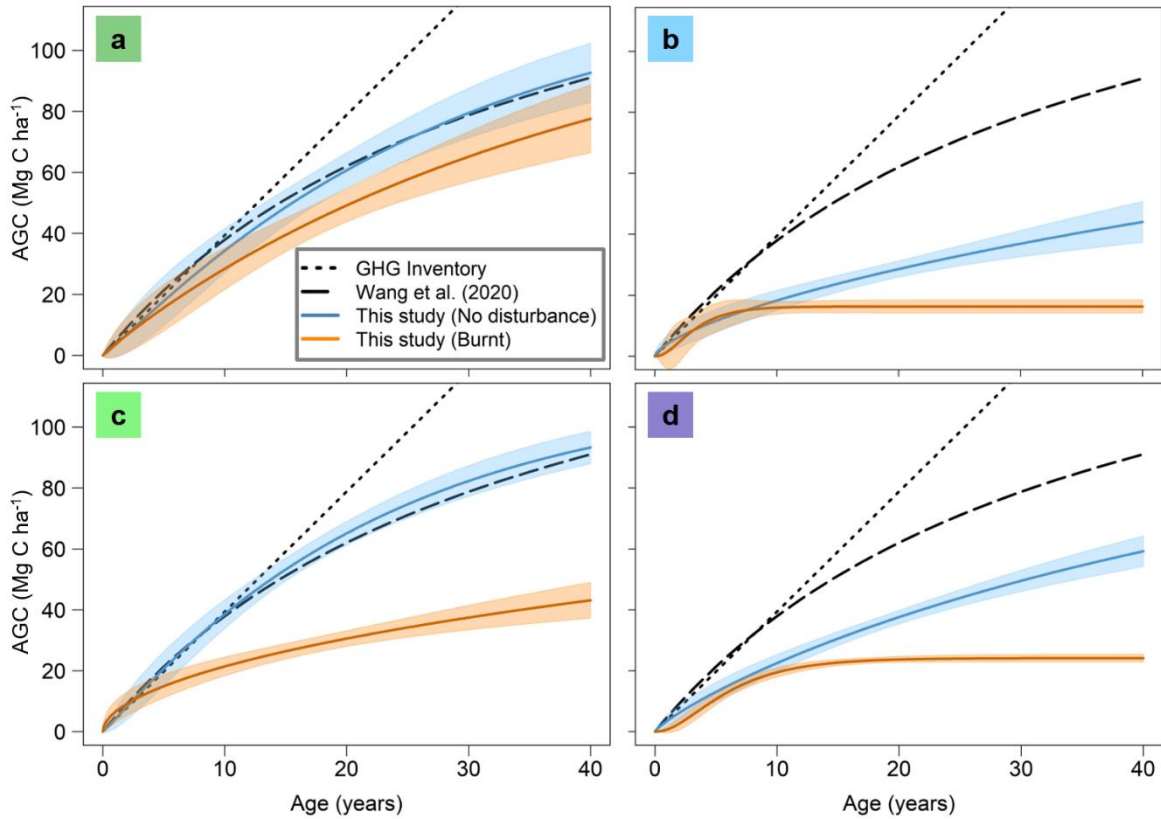 a
b
AGC (Mg C ha⁻¹)
100
80
60
40
20
0
GHG Inventory
Wang et al. (2020)
This study (No disturbance)
This study (Burnt)
c
d
AGC (Mg C ha⁻¹)
100
80
60
40
20
0
0 10 20 30 40
0 10 20 30 40
Age (years)
Age (years)